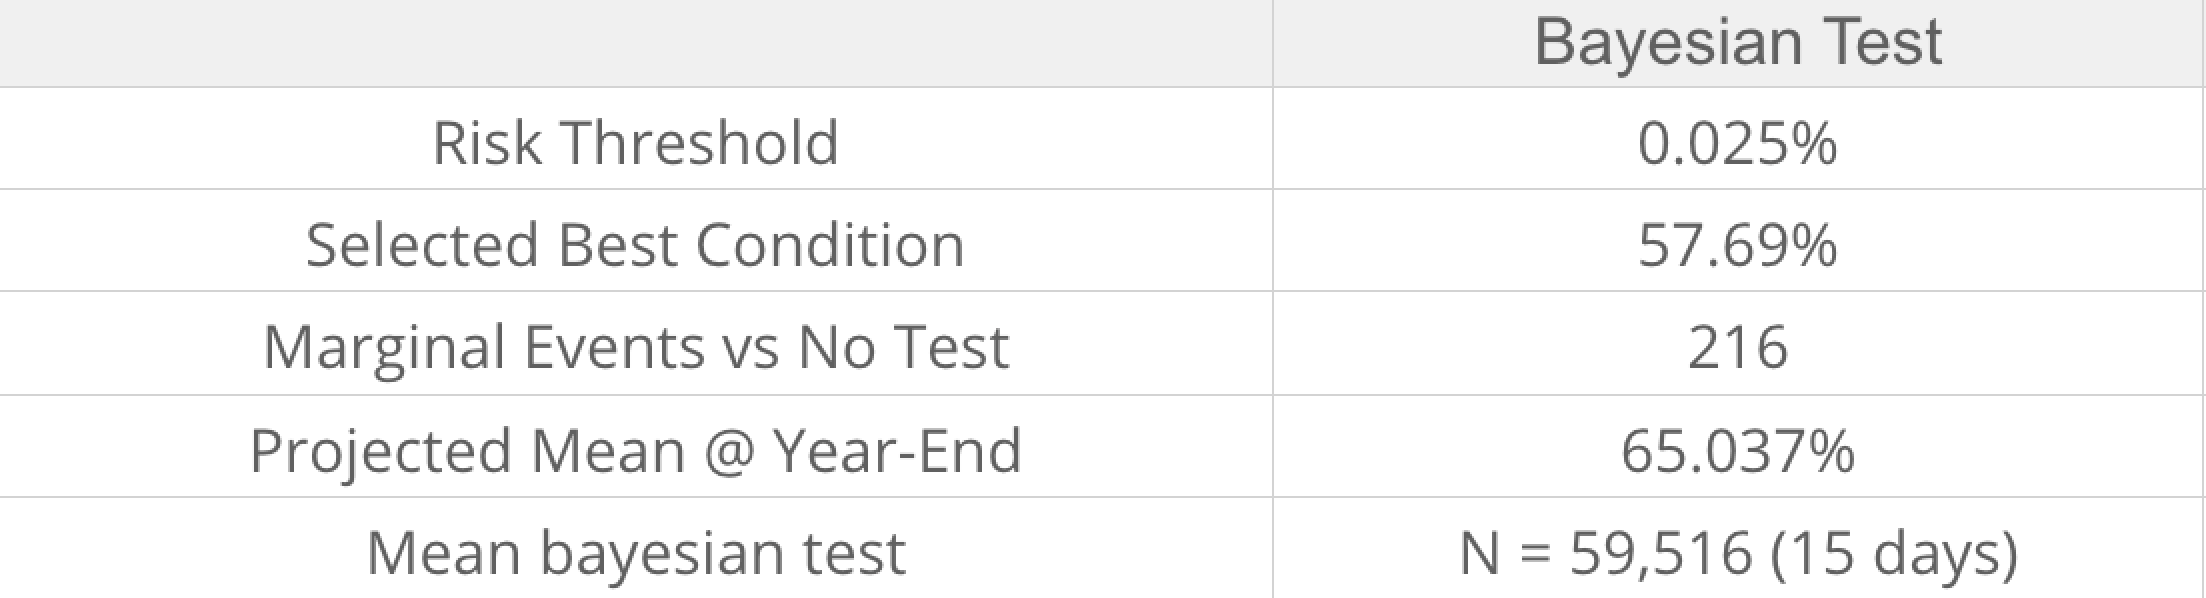 Bayesian Test
Risk Threshold 0.025%
Selected Best Condition 57.69%
Marginal Events vs No Test 216
Projected Mean @ Year-End 65.037%
Mean bayesian test N = 59,516 (15 days)